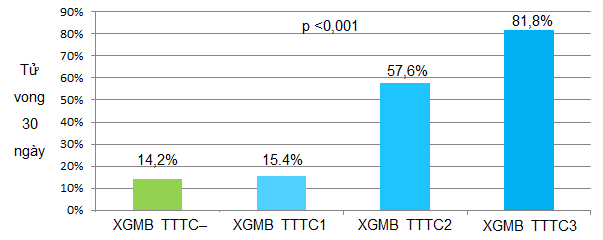 90%
80%
70%
60%
50%
40%
30%
20%
10%
0%
Tử
vong
30
ngày
p <0,001
14,2%
15.4%
57,6%
81,8%
XGMB TTTC–
XGMB TTTC1
XGMB TTTC2
XGMB TTTC3